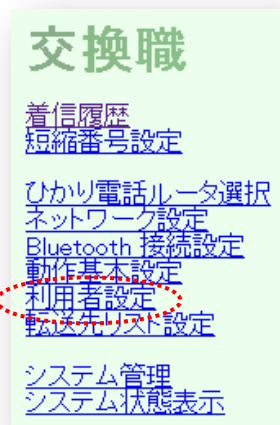 交換職
着信履歴
短縮番号設定
ひかり電話ルータ選択
ネットワーク設定
Bluetooth 接続設定
動作基本設定
利用者設定
転送先リスト設定
システム管理
システム状態表示